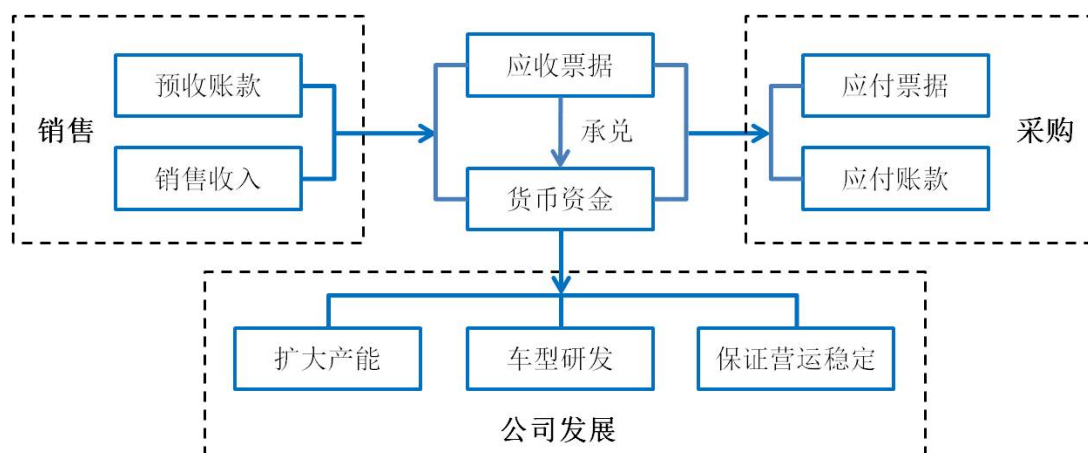 销售
预收账款
销售收入
应收票据
承兑
货币资金
应付票据
应付账款
采购
扩大产能
车型研发
保证营运稳定
公司发展